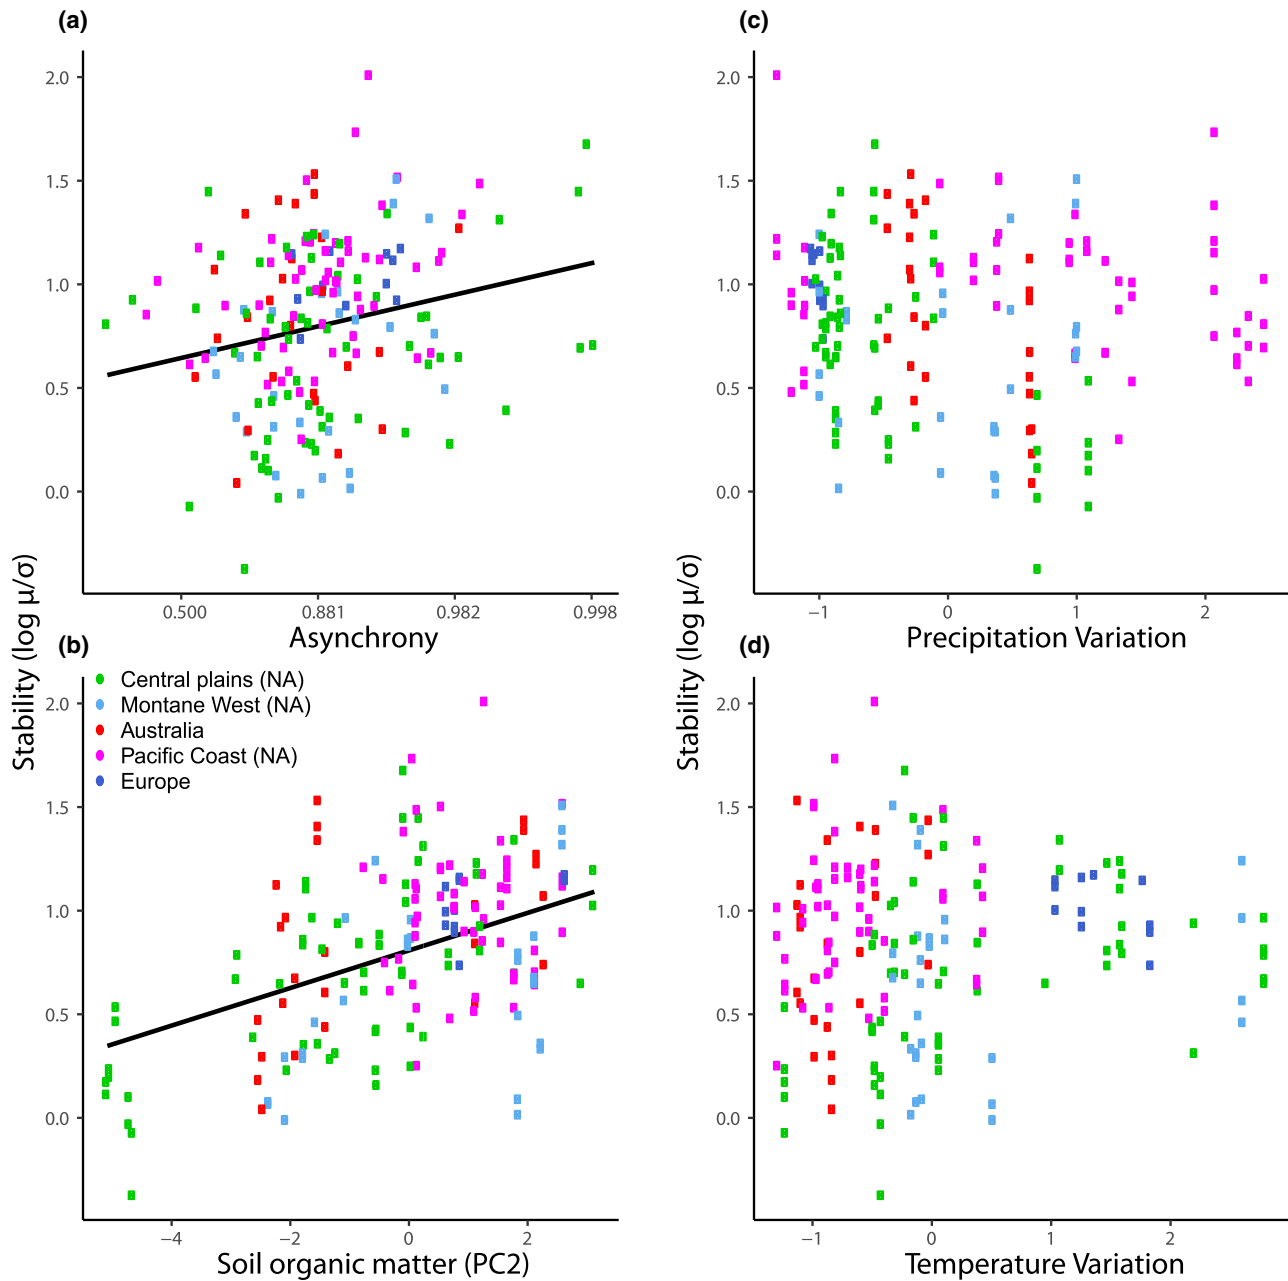 (a)
2.0
1.5
1.0
0.5
0.0
0.500
0.881
0.982
0.998
Asynchrony
Stability (log μ/σ)
(c)
2.0
1.5
1.0
0.5
0.0
−1
0
1
2
Precipitation Variation
Stability (log μ/σ)
(b)
Central plains (NA)
Montane West (NA)
Australia
Pacific Coast (NA)
Europe
2.0
1.5
1.0
0.5
0.0
−4
−2
0
2
Soil organic matter (PC2)
(d)
2.0
1.5
1.0
0.5
0.0
−1
0
1
2
Temperature Variation